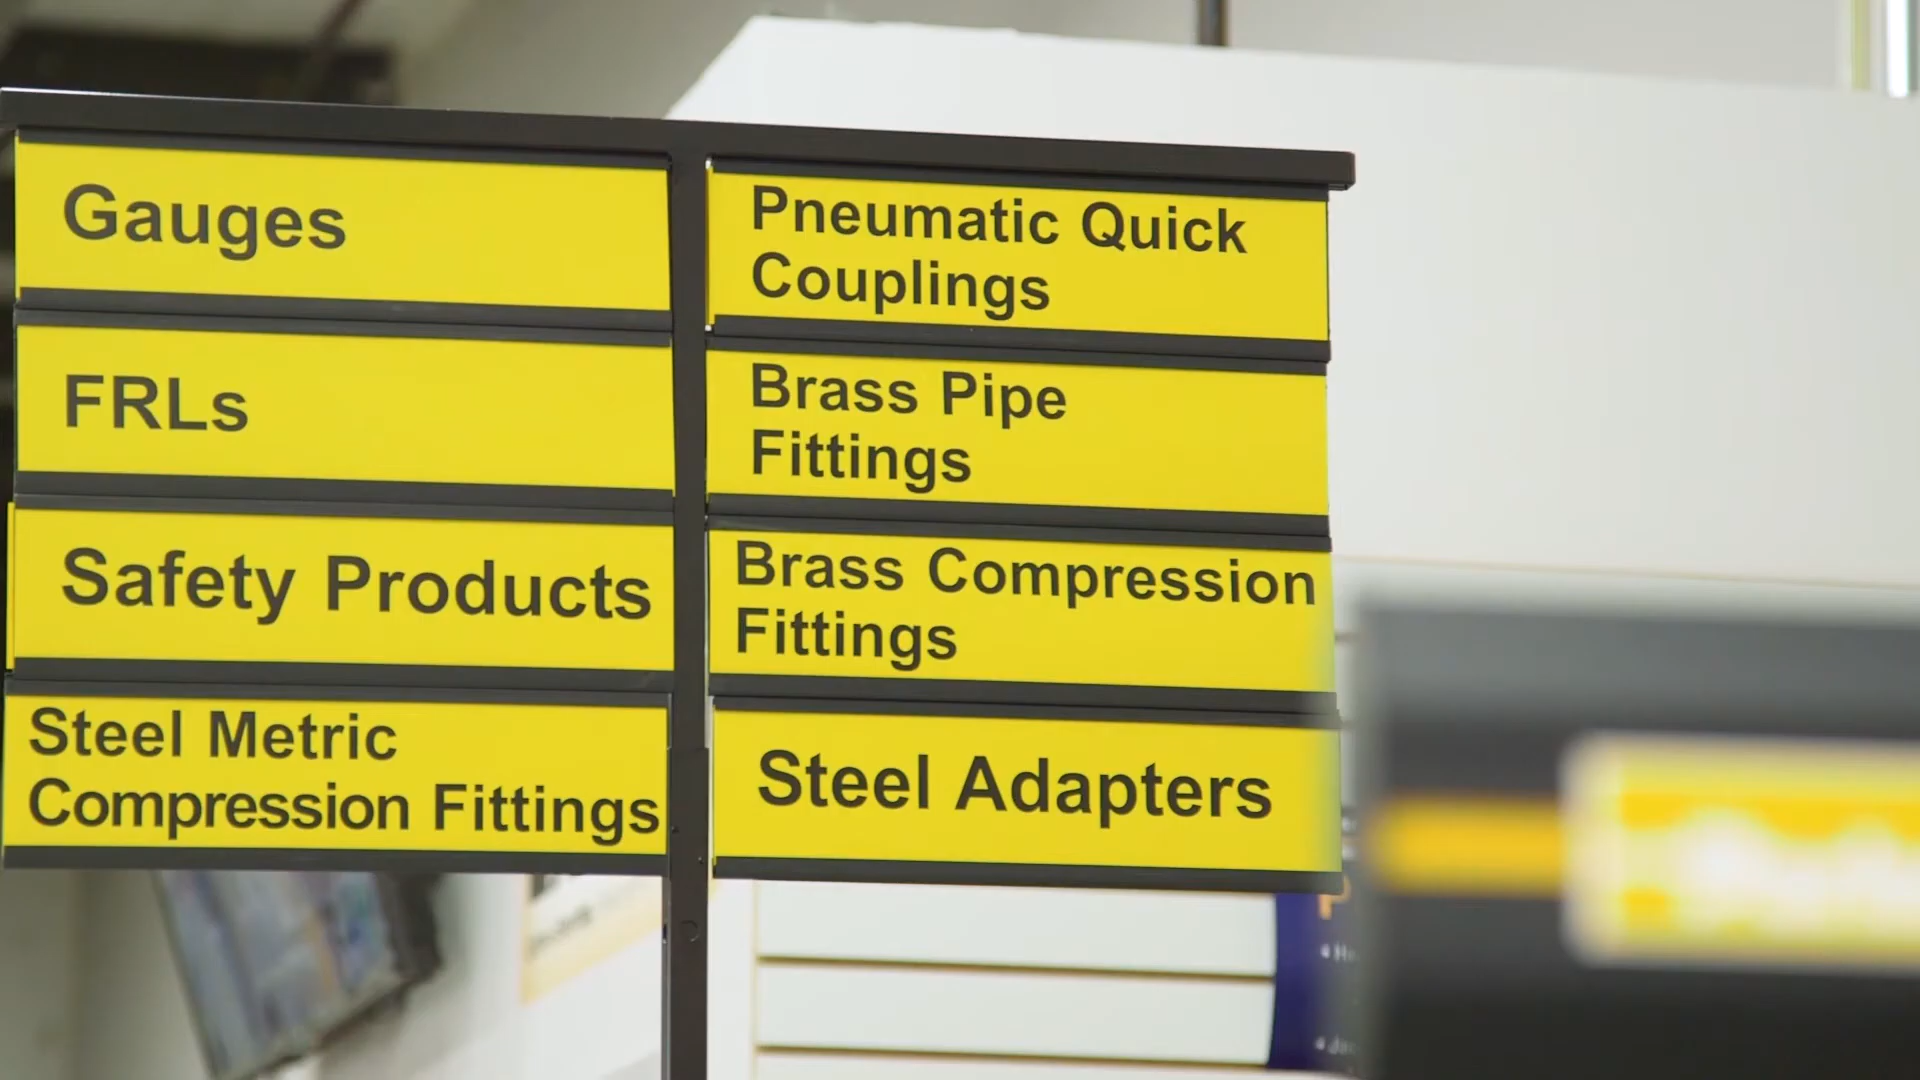 Gauges
FRLs
Safety Products
Steel Metric
Compression Fittings
Pneumatic Quick
Couplings
Brass Pipe
Fittings
Brass Compression
Fittings
Steel Adapters